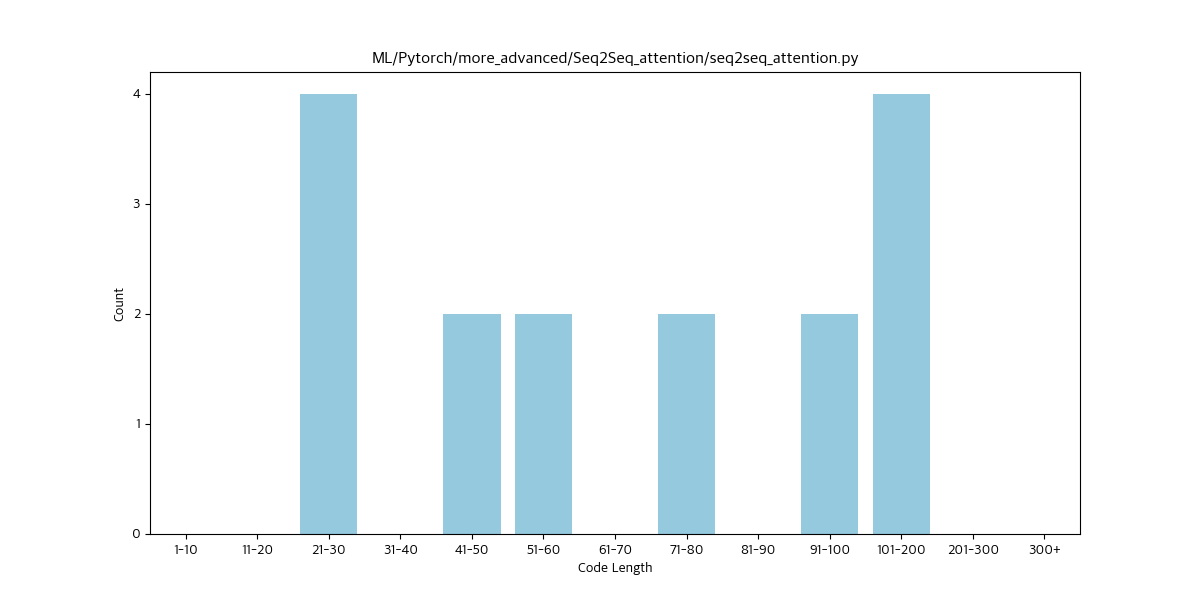 ML/Pytorch/more_advanced/Seq2Seq_attention/seq2seq_attention.py
4
3
2
1
0
Count
1-10 11-20 21-30 31-40 41-50 51-60 61-70 71-80 81-90 91-100 101-200 201-300 300+
Code Length